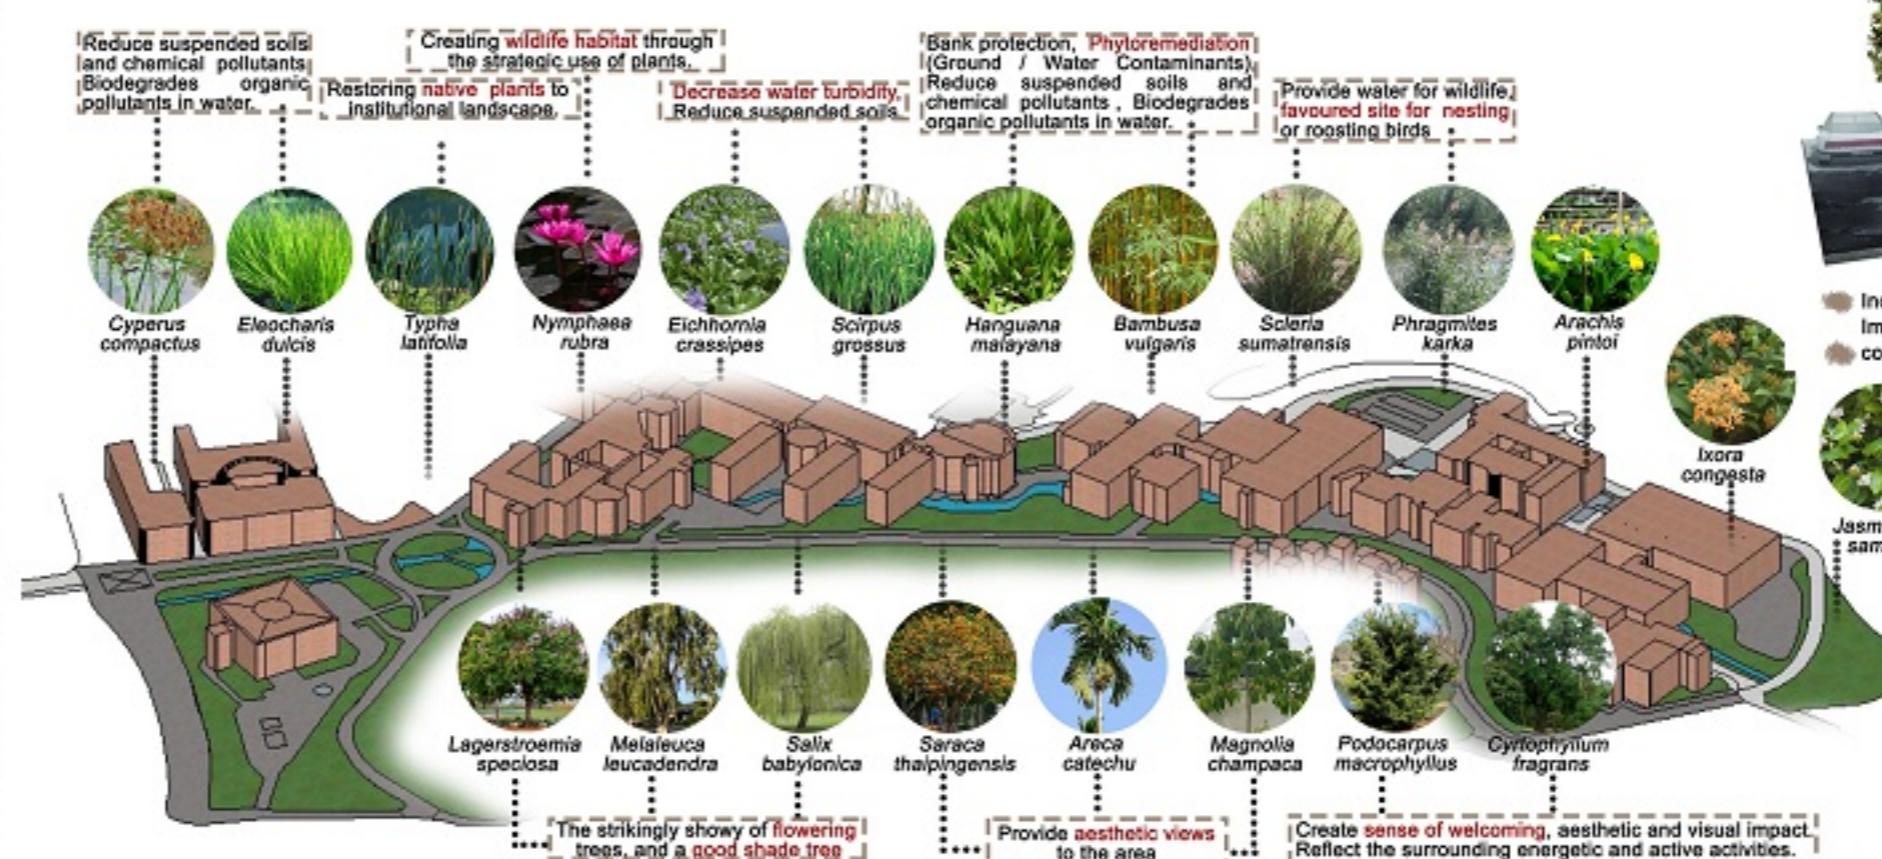 Reduce suspended soils
and chemical pollutants
Biodegrades organic
pollutants in water.
Restoring native plants to
institutional landscape.
Creating wildlife habitat through
the strategic use of plants.
Decrease water turbidity,
Reduce suspended soils
Bank protection, Phytoremediation
(Ground / Water Contaminants)
Reduce suspended soils and
chemical pollutants , Biodegrades
organic pollutants in water.
Provide water for wildlife,
favoured site for nesting
or roosting birds
Cyperus
compactus
Eleocharis
dulcis
Typha
latifolia
Nymphaea
rubra
Eichhornia
crassipes
Scirpus
grossus
Hanguana
malayana
Bambusa
vulgaris
Scleria
sumatrensis
Phragmites
karka
Arachis
pintoi
Ixora
congesta
Lagerstroemia
speciosa
Melaleuca
leucadendra
Salix
babylonica
Saraca
thaipingensis
Areca
catechu
Magnolia
champaca
Podocarpus
macrophyllus
Cyrtophyllum
fragrans
The strikingly showy of flowering
trees, and a good shade tree
Provide aesthetic views
to the area
Create sense of welcoming, aesthetic and visual impact.
Reflect the surrounding energetic and active activities.